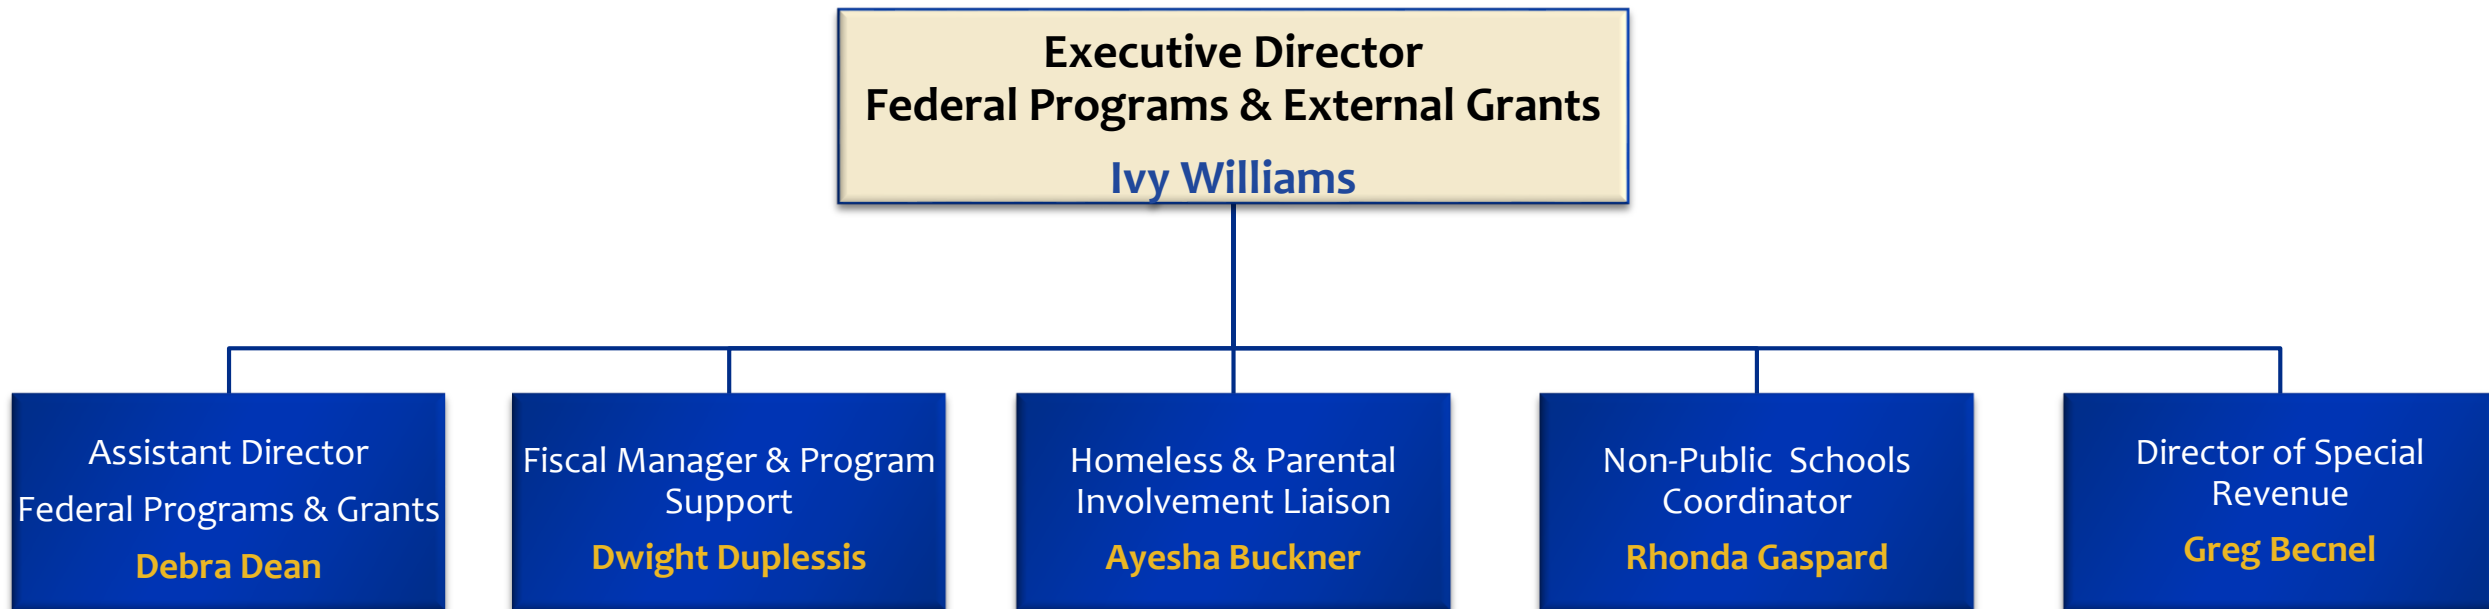 Executive Director
Federal Programs & External Grants
Ivy Williams
Assistant Director
Federal Programs & Grants
Debra Dean
Fiscal Manager & Program
Support
Dwight Duplessis
Homeless & Parental
Involvement Liaison
Ayesha Buckner
Non-Public  Schools
Coordinator
Rhonda Gaspard
Director of Special
Revenue
Greg Becnel